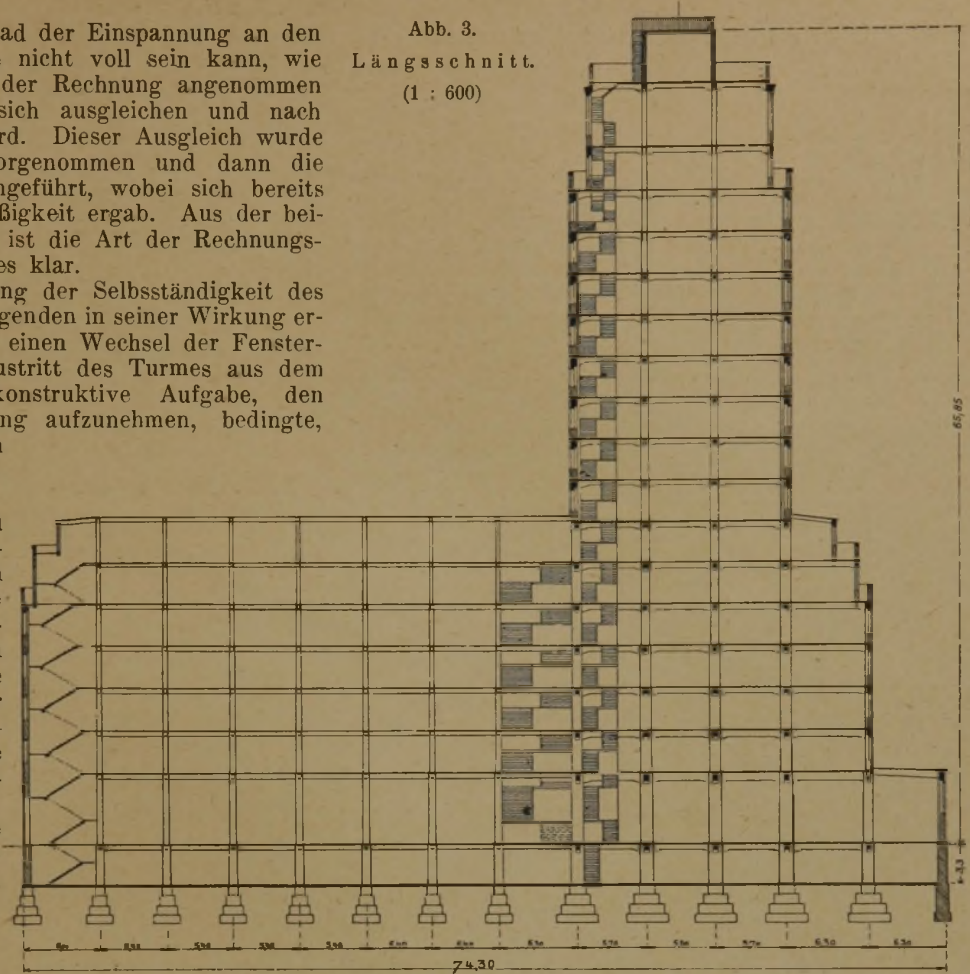 ad der Einspannung an den
nicht voll sein kann, wie
der Rechnung angenommen
sich ausgleichen und nach
rd. Dieser Ausgleich wurde
orgenommen und dann die
ngeführt, wobei sich bereits
ßigkeit ergab. Aus der bei-
ist die Art der Rechnungs-
es klar.
ng der Selbsständigkeit des
genden in seiner Wirkung er-
einen Wechsel der Fenster-
ustritt des Turmes aus dem
konstruktive Aufgabe, den
ng aufzunehmen, bedingte,
Abb. 3.
Längsschnitt.
(1 : 600)
65,85
3,3
74,30